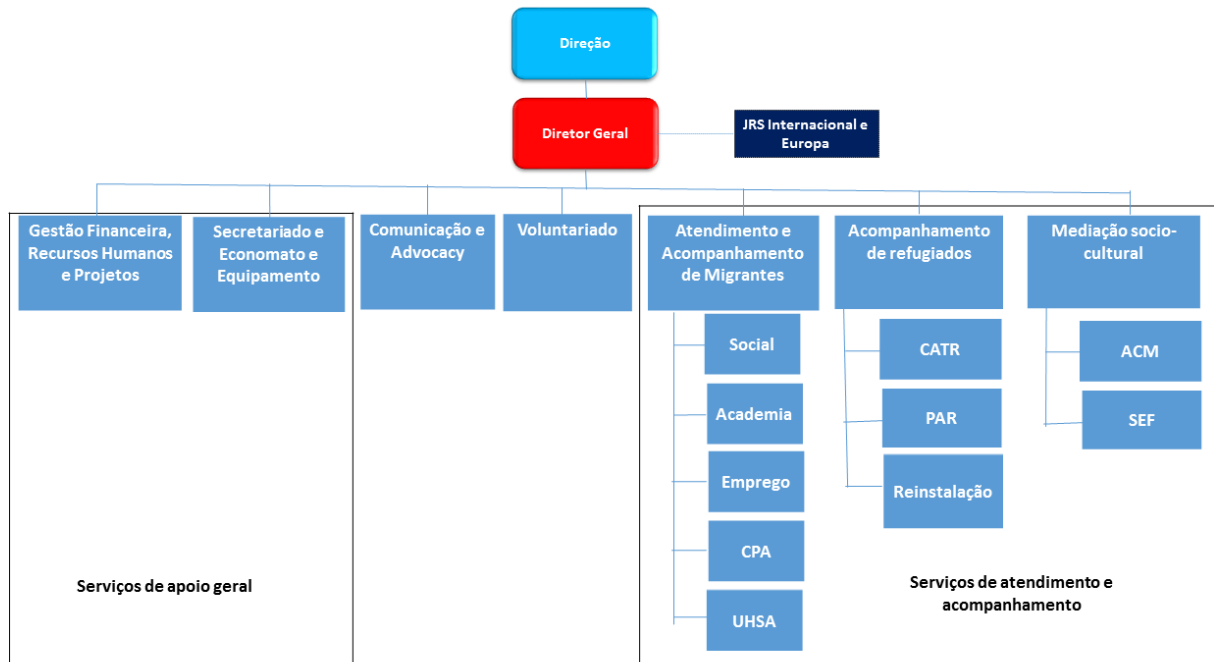 Direção
Diretor Geral
JRS Internacional e
Europa
Gestão Financeira,
Recursos Humanos
e Projetos
Secretariado e
Economato e
Equipamento
Comunicação e
Advocacy
Voluntariado
Atendimento e
Acompanhamento
de Migrantes
Acompanhamento
de refugiados
Mediação socio-
cultural
Social
Academia
Emprego
CPA
UHSA
CATR
PAR
Reinstalação
ACM
SEF
Serviços de apoio geral
Serviços de atendimento e
acompanhamento